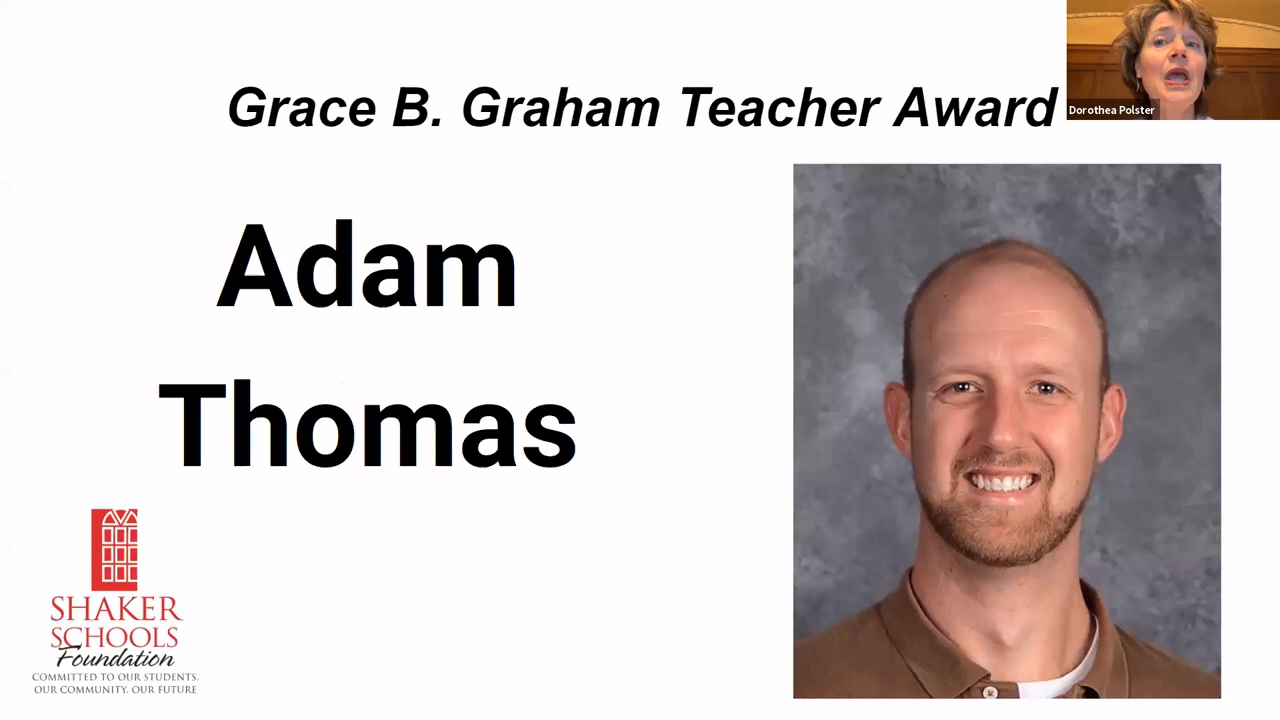 Grace B. Graham Teacher Award
Dorothea Polster
Adam
Thomas
SHAKER
SCHOOLS
Foundation
COMMITTED TO OUR STUDENTS,
OUR COMMUNITY, OUR FUTURE